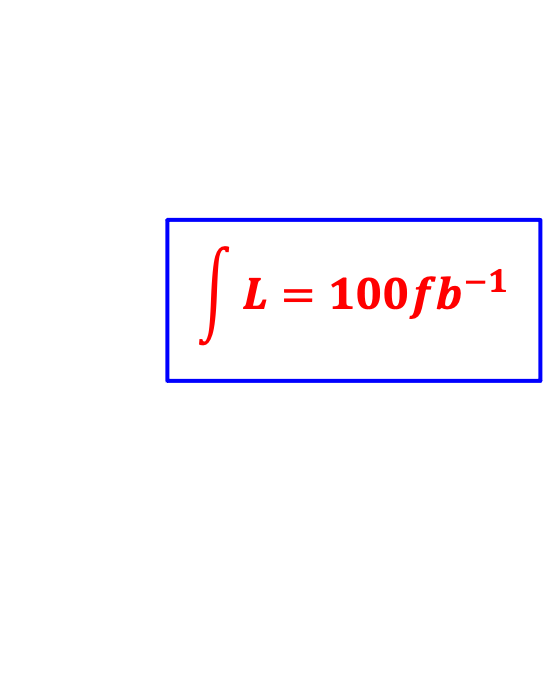 ∫ L = 100fb⁻¹